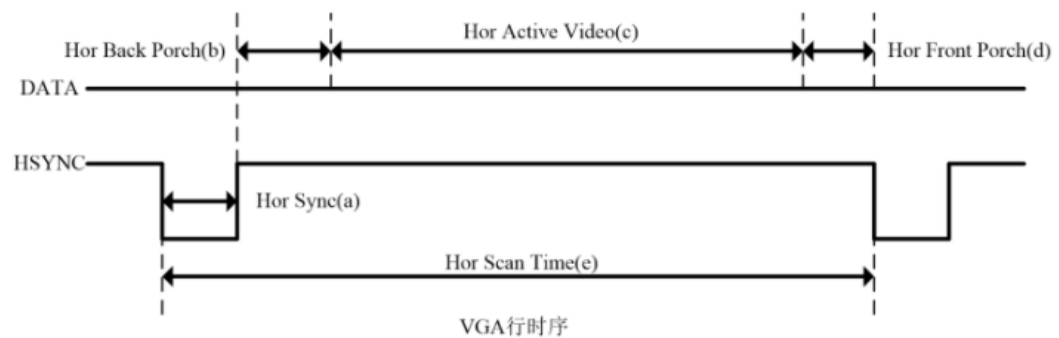 Hor Active Video(c)
Hor Back Porch(b)
Hor Front Porch(d)
DATA
HSYNC
Hor Sync(a)
Hor Scan Time(e)
VGA行时序